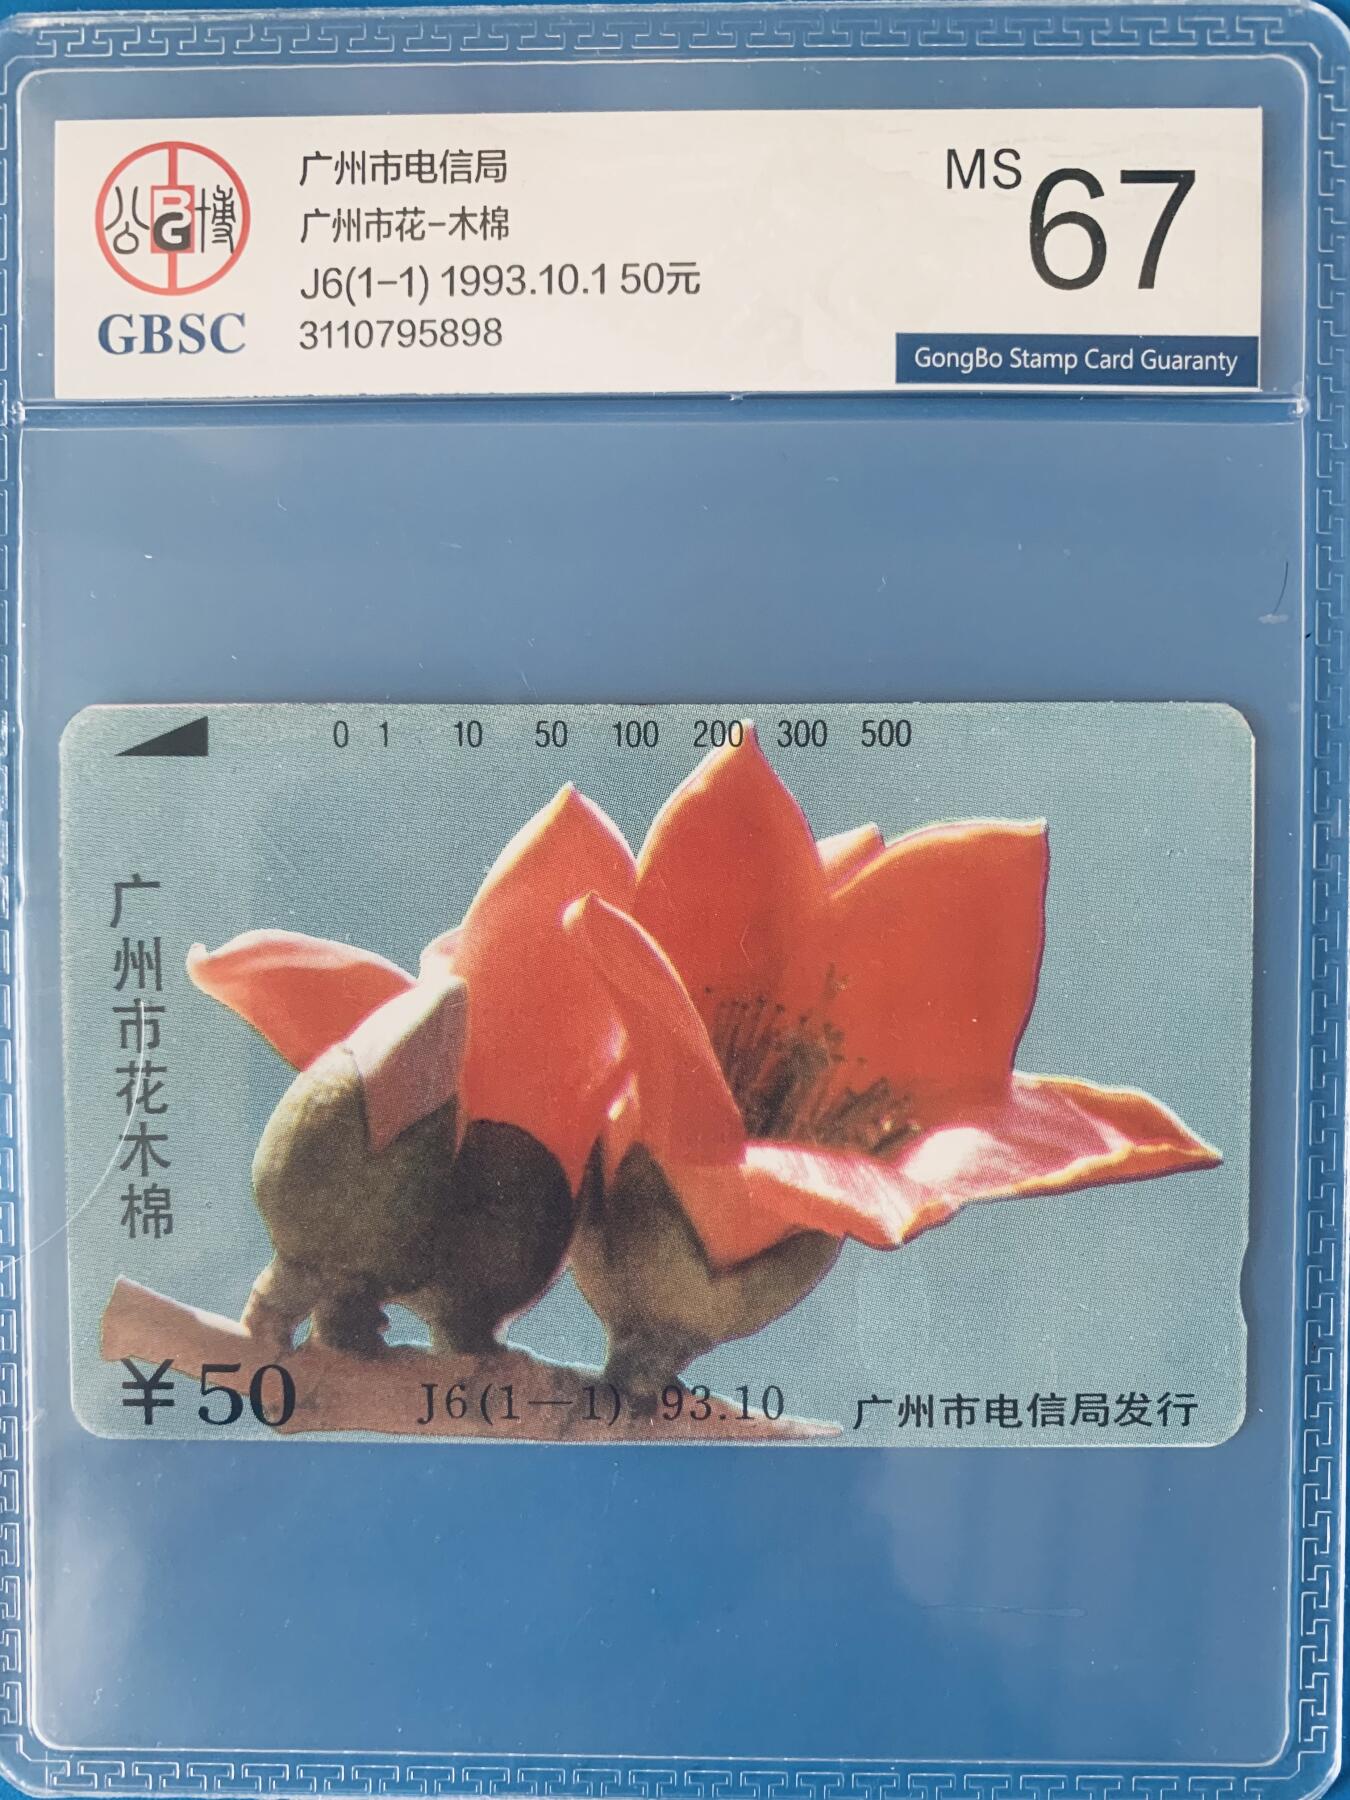 公博
BG
GBSC
广州市电信局
广州市花-木棉
J6(1-1) 1993.10.1 50元
3110795898
MS 67
GongBo Stamp Card Guaranty
0 1 10 50 100 200 300 500
广州市花木棉
¥50
J6(1—1) 93.10
广州市电信局发行